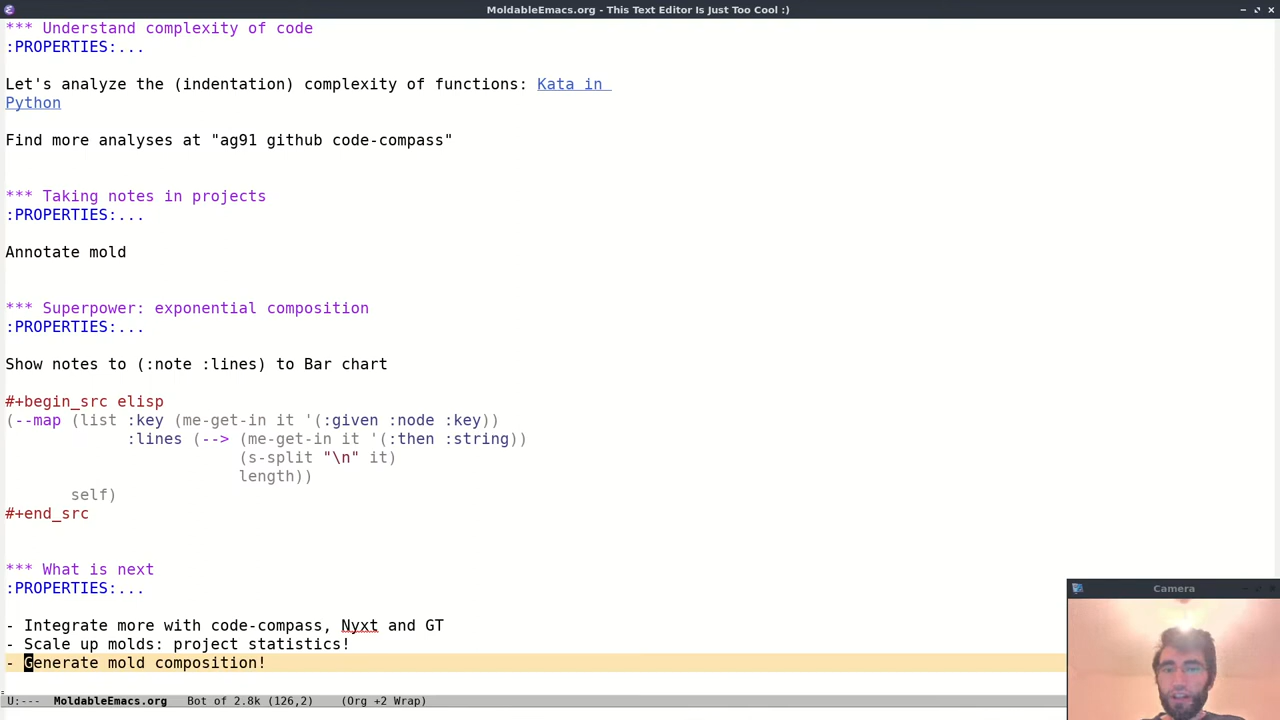 MoldableEmacs.org - This Text Editor Is Just Too Cool :)
*** Understand complexity of code
:PROPERTIES:...
Let's analyze the (indentation) complexity of functions: Kata in
Python
Find more analyses at "ag91 github code-compass"
*** Taking notes in projects
:PROPERTIES:...
Annotate mold
*** Superpower: exponential composition
:PROPERTIES:...
Show notes to (:note :lines) to Bar chart
#+begin_src elisp
(--map (list :key (me-get-in it '(:given :node :key))
:lines (--> (me-get-in it '(:then :string))
(s-split "\n" it)
length))
self)
#+end_src
*** What is next
:PROPERTIES:...
- Integrate more with code-compass, Nyxt and GT
- Scale up molds: project statistics!
- Generate mold composition!
U:--- MoldableEmacs.org Bot of 2.8k (126,2) (Org +2 Wrap)
Camera